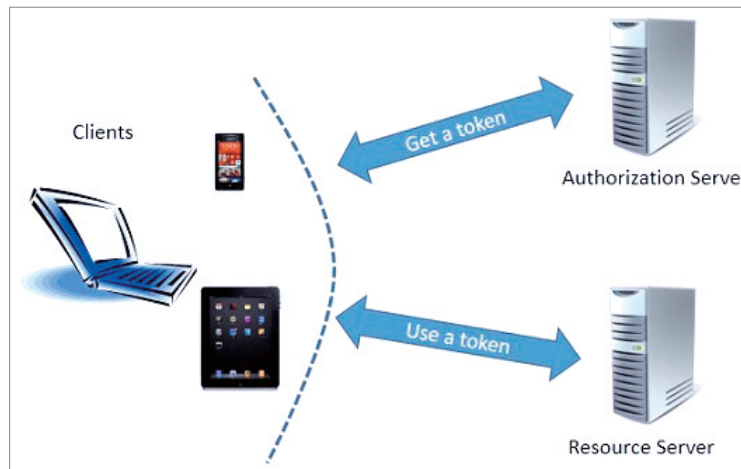 Clients
Get a token
Authorization Serve
Use a token
Resource Server